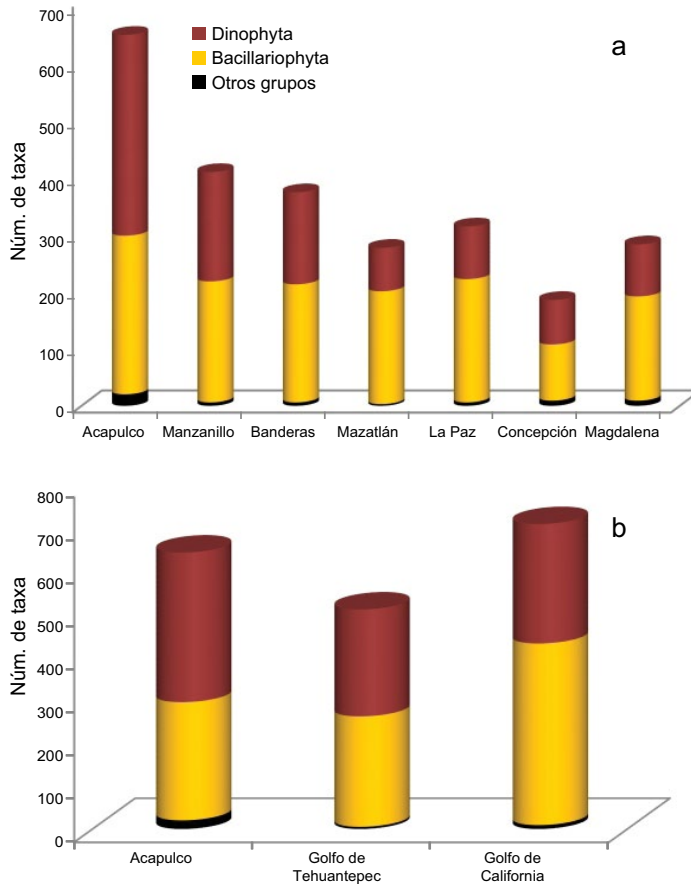 700
600
500
400
300
200
100
0
Núm. de taxa
Dinophyta
Bacillariophyta
Otros grupos
a
Acapulco Manzanillo Banderas Mazatlán La Paz Concepción Magdalena
800
700
600
500
400
300
200
100
0
Núm. de taxa
b
Acapulco Golfo de Golfo de
Tehuantepec California